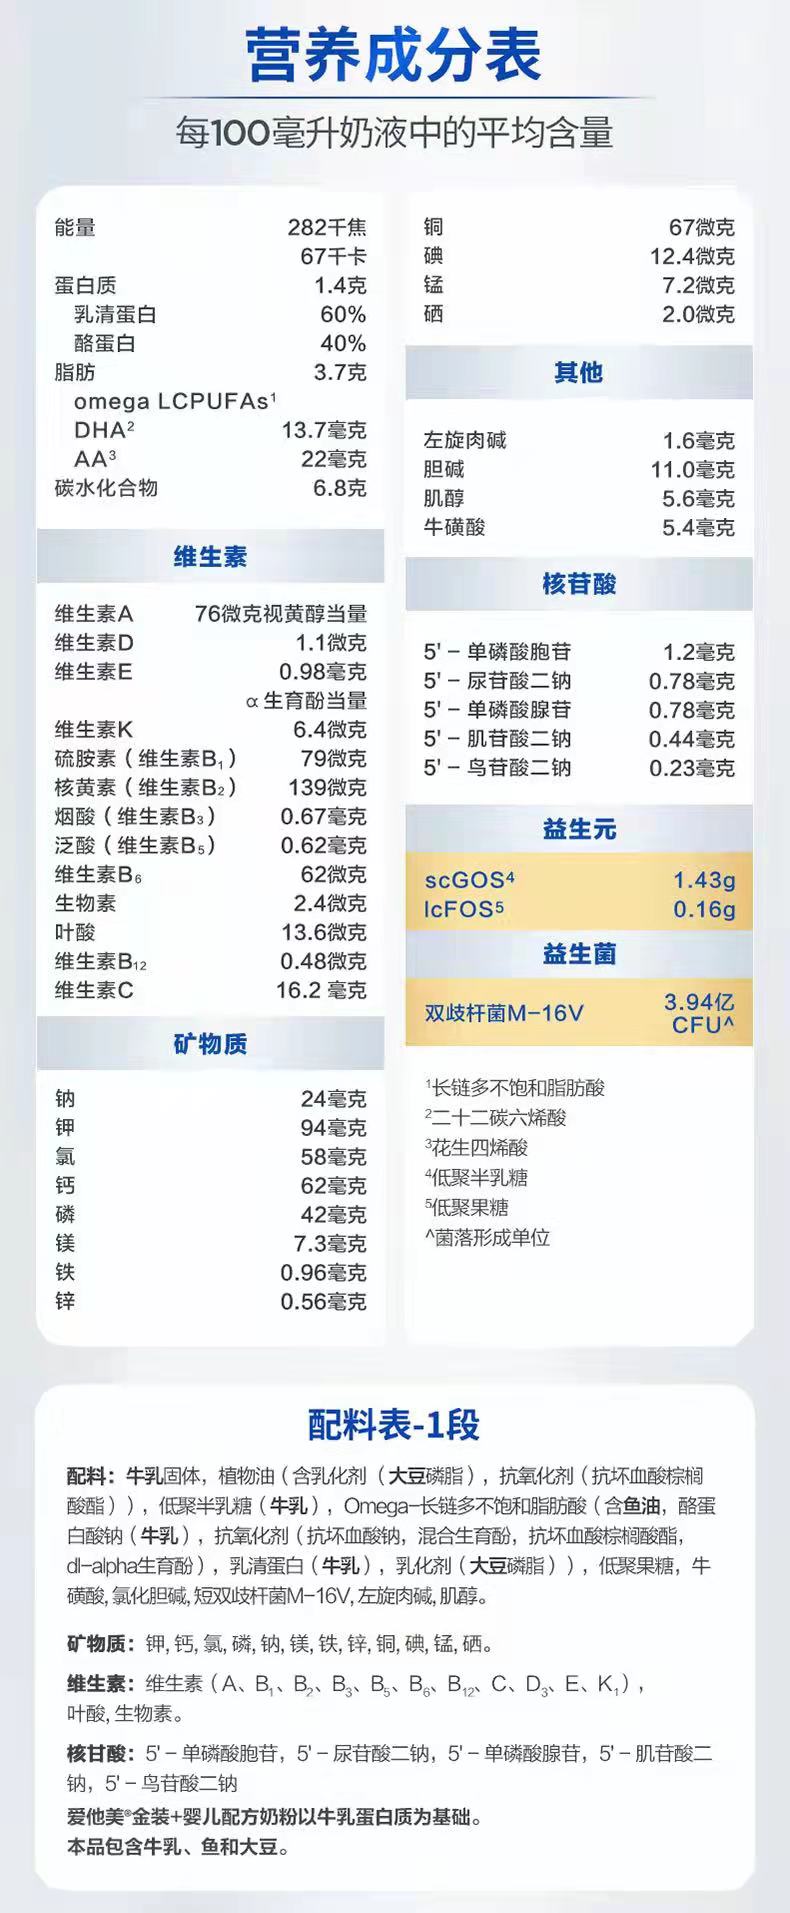 营养成分表
每100毫升奶液中的平均含量
能量 282千焦
67千卡
蛋白质 1.4克
乳清蛋白 60%
酪蛋白 40%
脂肪 3.7克
omega LCPUFAs¹
DHA² 13.7毫克
AA³ 22毫克
碳水化合物 6.8克
维生素
维生素A 76微克视黄醇当量
维生素D 1.1微克
维生素E 0.98毫克
α生育酚当量
维生素K 6.4微克
硫胺素（维生素B₁） 79微克
核黄素（维生素B₂） 139微克
烟酸（维生素B₃） 0.67毫克
泛酸（维生素B₅） 0.62毫克
维生素B₆ 62微克
生物素 2.4微克
叶酸 13.6微克
维生素B₁₂ 0.48微克
维生素C 16.2 毫克
矿物质
钠 24毫克
钾 94毫克
氯 58毫克
钙 62毫克
磷 42毫克
镁 7.3毫克
铁 0.96毫克
锌 0.56毫克
铜 67微克
碘 12.4微克
锰 7.2微克
硒 2.0微克
其他
左旋肉碱 1.6毫克
胆碱 11.0毫克
肌醇 5.6毫克
牛磺酸 5.4毫克
核苷酸
5'-单磷酸胞苷 1.2毫克
5'-尿苷酸二钠 0.78毫克
5'-单磷酸腺苷 0.78毫克
5'-肌苷酸二钠 0.44毫克
5'-鸟苷酸二钠 0.23毫克
益生元
scGOS⁴ 1.43g
lcFOS⁵ 0.16g
益生菌
双歧杆菌M-16V 3.94亿
CFU^
¹长链多不饱和脂肪酸
²二十二碳六烯酸
³花生四烯酸
⁴低聚半乳糖
⁵低聚果糖
^菌落形成单位
配料表-1段
配料：牛乳固体，植物油（含乳化剂（大豆磷脂），抗氧化剂（抗坏血酸棕榈
酸酯）），低聚半乳糖（牛乳），Omega-长链多不饱和脂肪酸（含鱼油，酪蛋
白酸钠（牛乳），抗氧化剂（抗坏血酸钠，混合生育酚，抗坏血酸棕榈酸酯，
dl-alpha生育酚），乳清蛋白（牛乳），乳化剂（大豆磷脂）），低聚果糖，牛
磺酸,氯化胆碱,短双歧杆菌M-16V,左旋肉碱,肌醇。
矿物质：钾,钙,氯,磷,钠,镁,铁,锌,铜,碘,锰,硒。
维生素：维生素（A、B₁、B₂、B₃、B₅、B₆、B₁₂、C、D₃、E、K₁），
叶酸,生物素。
核甘酸：5'-单磷酸胞苷，5'-尿苷酸二钠，5'-单磷酸腺苷，5'-肌苷酸二
钠，5'-鸟苷酸二钠
爱他美®金装+婴儿配方奶粉以牛乳蛋白质为基础。
本品包含牛乳、鱼和大豆。